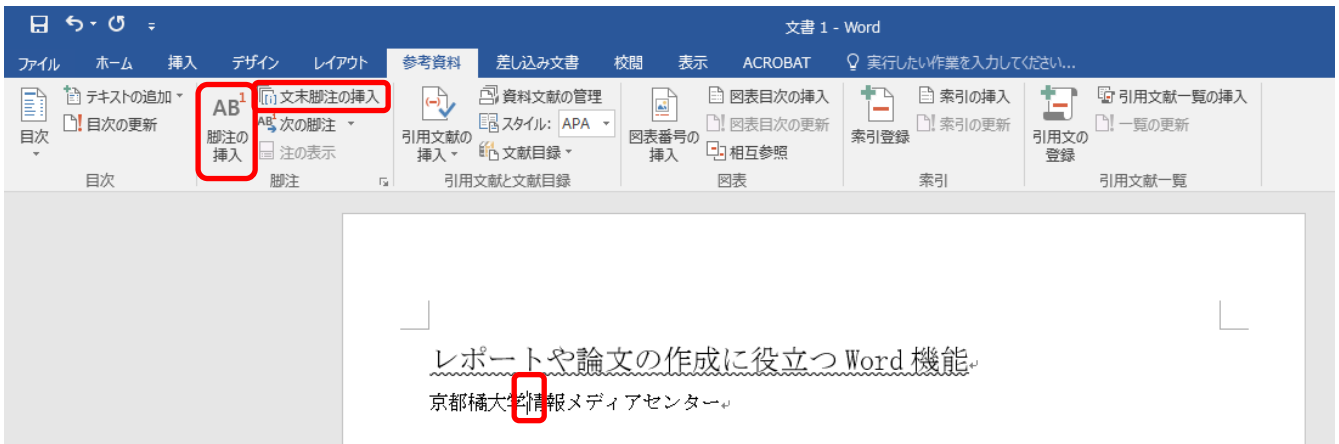 文書 1 - Word
ファイル ホーム 挿入 デザイン レイアウト 参考資料 差し込み文書 校閲 表示 ACROBAT 実行したい作業を入力してください...
目次
テキストの追加
目次の更新
目次
AB1
脚注の
挿入
[i] 文末脚注の挿入
AB1 次の脚注
注の表示
脚注
引用文献の
挿入
資料文献の管理
スタイル: APA
文献目録
引用文献と文献目録
図表番号の
挿入
図表目次の挿入
図表目次の更新
相互参照
図表
索引登録
索引の挿入
索引の更新
索引
引用文の
登録
引用文献一覧の挿入
一覧の更新
引用文献一覧
レポートや論文の作成に役立つ Word 機能
京都橘大学情報メディアセンター